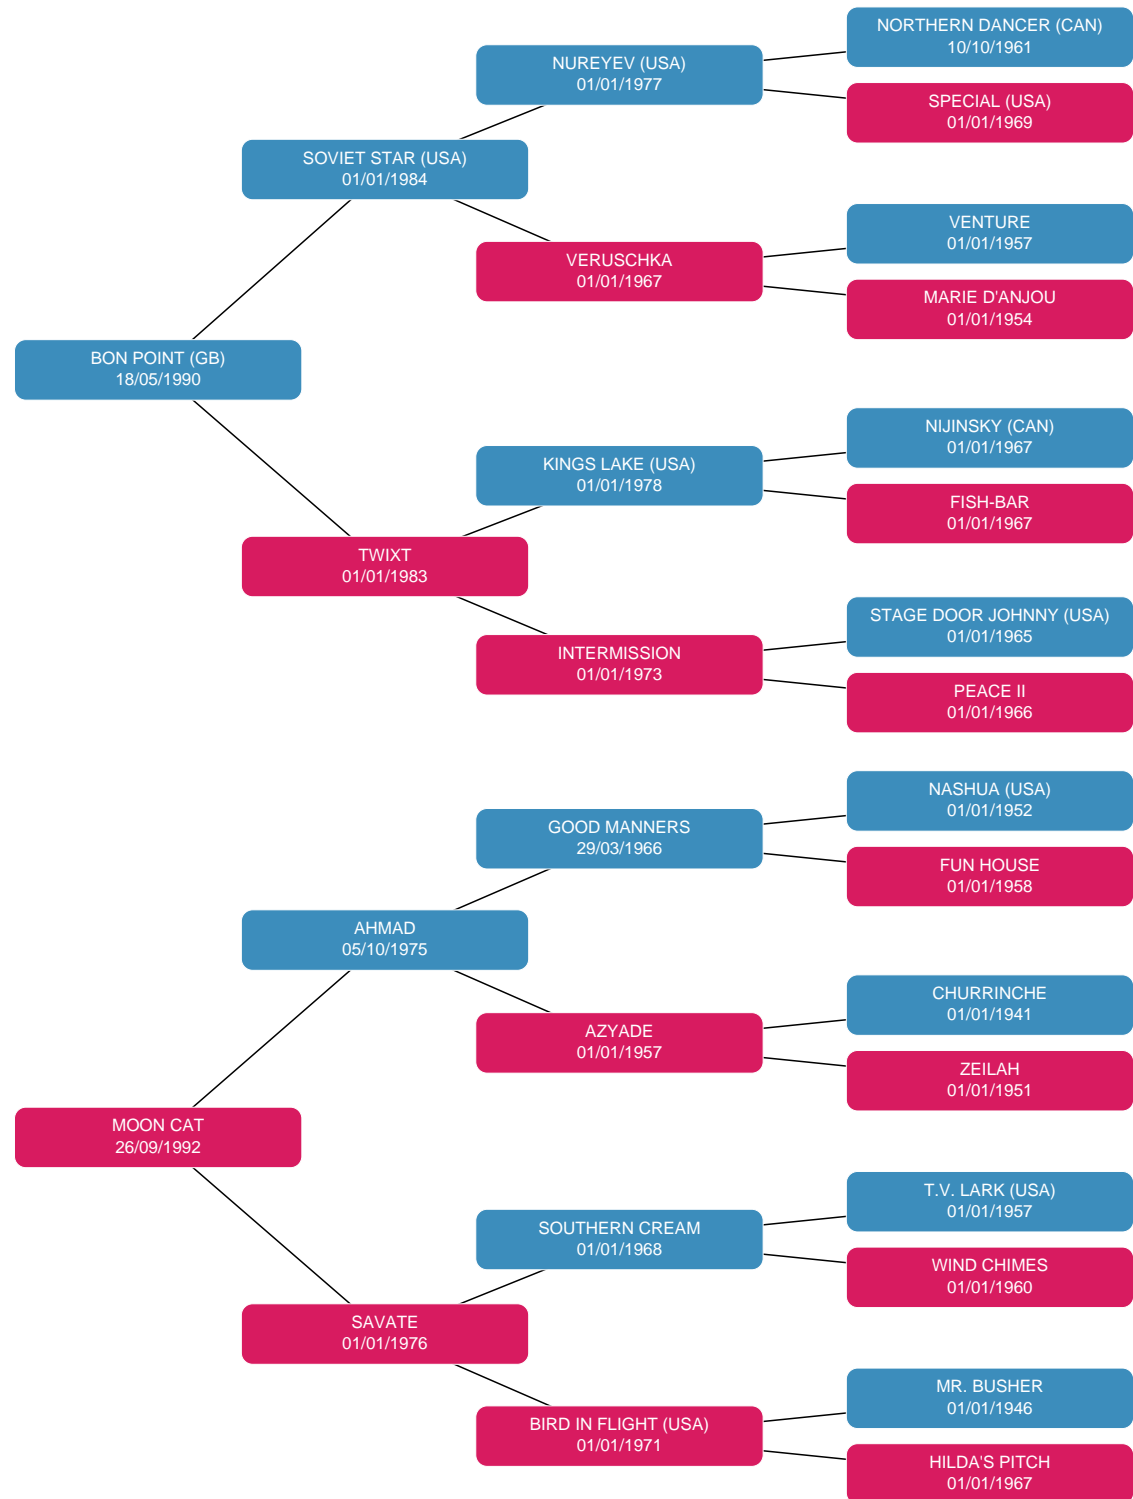 NORTHERN DANCER (CAN)
10/10/1961
NUREYEV (USA)
01/01/1977
SPECIAL (USA)
01/01/1969
SOVIET STAR (USA)
01/01/1984
VENTURE
01/01/1957
VERUSCHKA
01/01/1967
MARIE D'ANJOU
01/01/1954
BON POINT (GB)
18/05/1990
NIJINSKY (CAN)
01/01/1967
KINGS LAKE (USA)
01/01/1978
FISH-BAR
01/01/1967
TWIXT
01/01/1983
STAGE DOOR JOHNNY (USA)
01/01/1965
INTERMISSION
01/01/1973
PEACE II
01/01/1966
NASHUA (USA)
01/01/1952
GOOD MANNERS
29/03/1966
FUN HOUSE
01/01/1958
AHMAD
05/10/1975
CHURRINCHE
01/01/1941
AZYADE
01/01/1957
ZEILAH
01/01/1951
MOON CAT
26/09/1992
T.V. LARK (USA)
01/01/1957
SOUTHERN CREAM
01/01/1968
WIND CHIMES
01/01/1960
SAVATE
01/01/1976
MR. BUSHER
01/01/1946
BIRD IN FLIGHT (USA)
01/01/1971
HILDA'S PITCH
01/01/1967